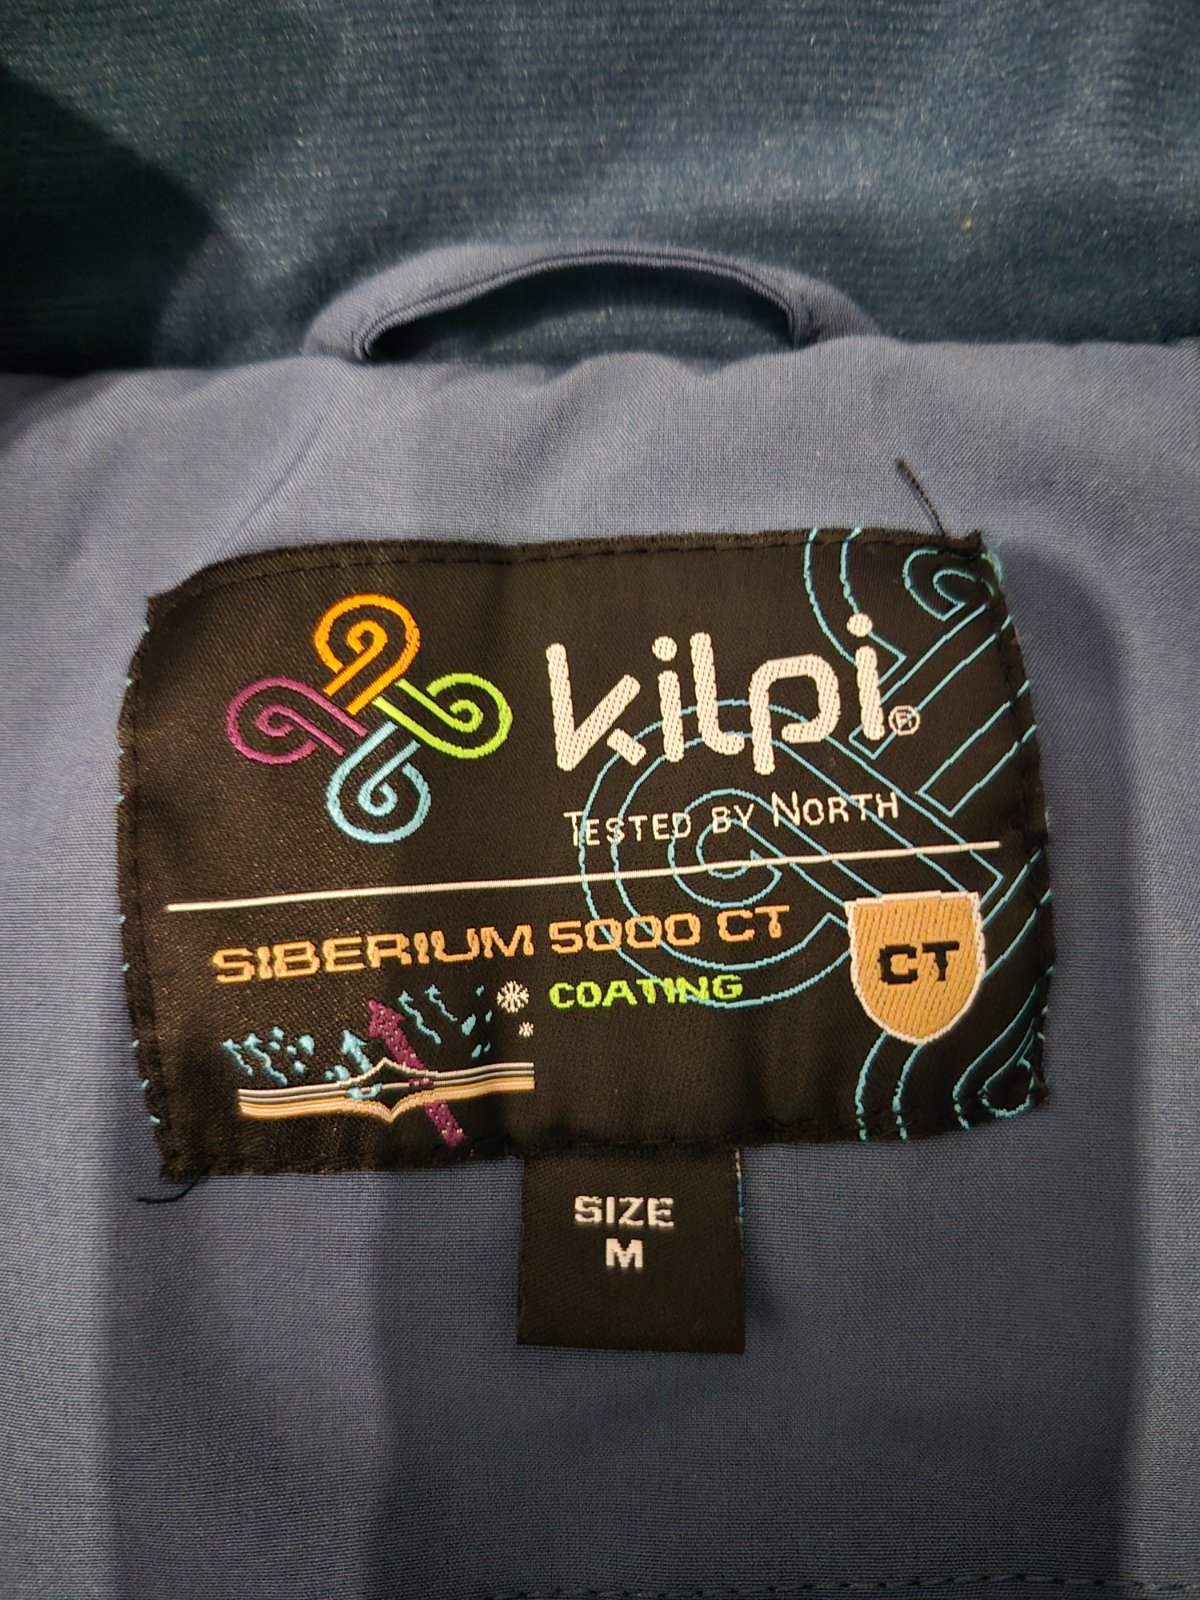 kilpi®
TESTED BY NORTH
SIBERIUM 5000 CT
COATING
CT
SIZE
M